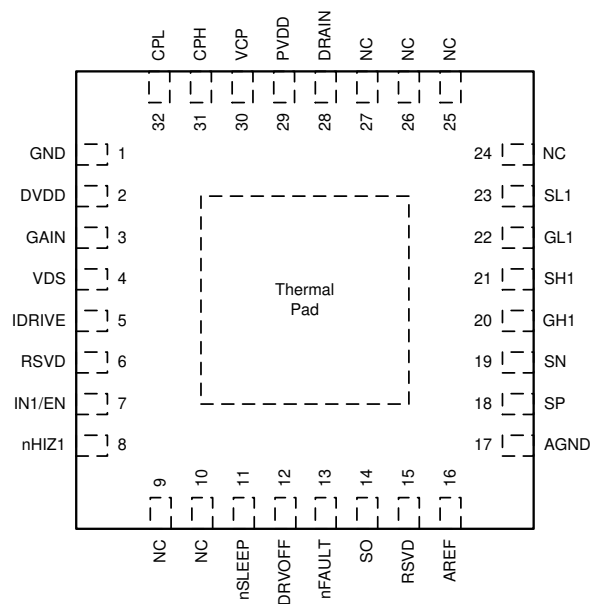 CPL
CPH
VCP
PVDD
DRAIN
NC
NC
NC
32
31
30
29
28
27
26
25
GND 1
DVDD 2
GAIN 3
VDS 4
IDRIVE 5
RSVD 6
IN1/EN 7
nHIZ1 8
Thermal
Pad
24 NC
23 SL1
22 GL1
21 SH1
20 GH1
19 SN
18 SP
17 AGND
9
10
11
12
13
14
15
16
NC
NC
nSLEEP
DRVOFF
nFAULT
SO
RSVD
AREF